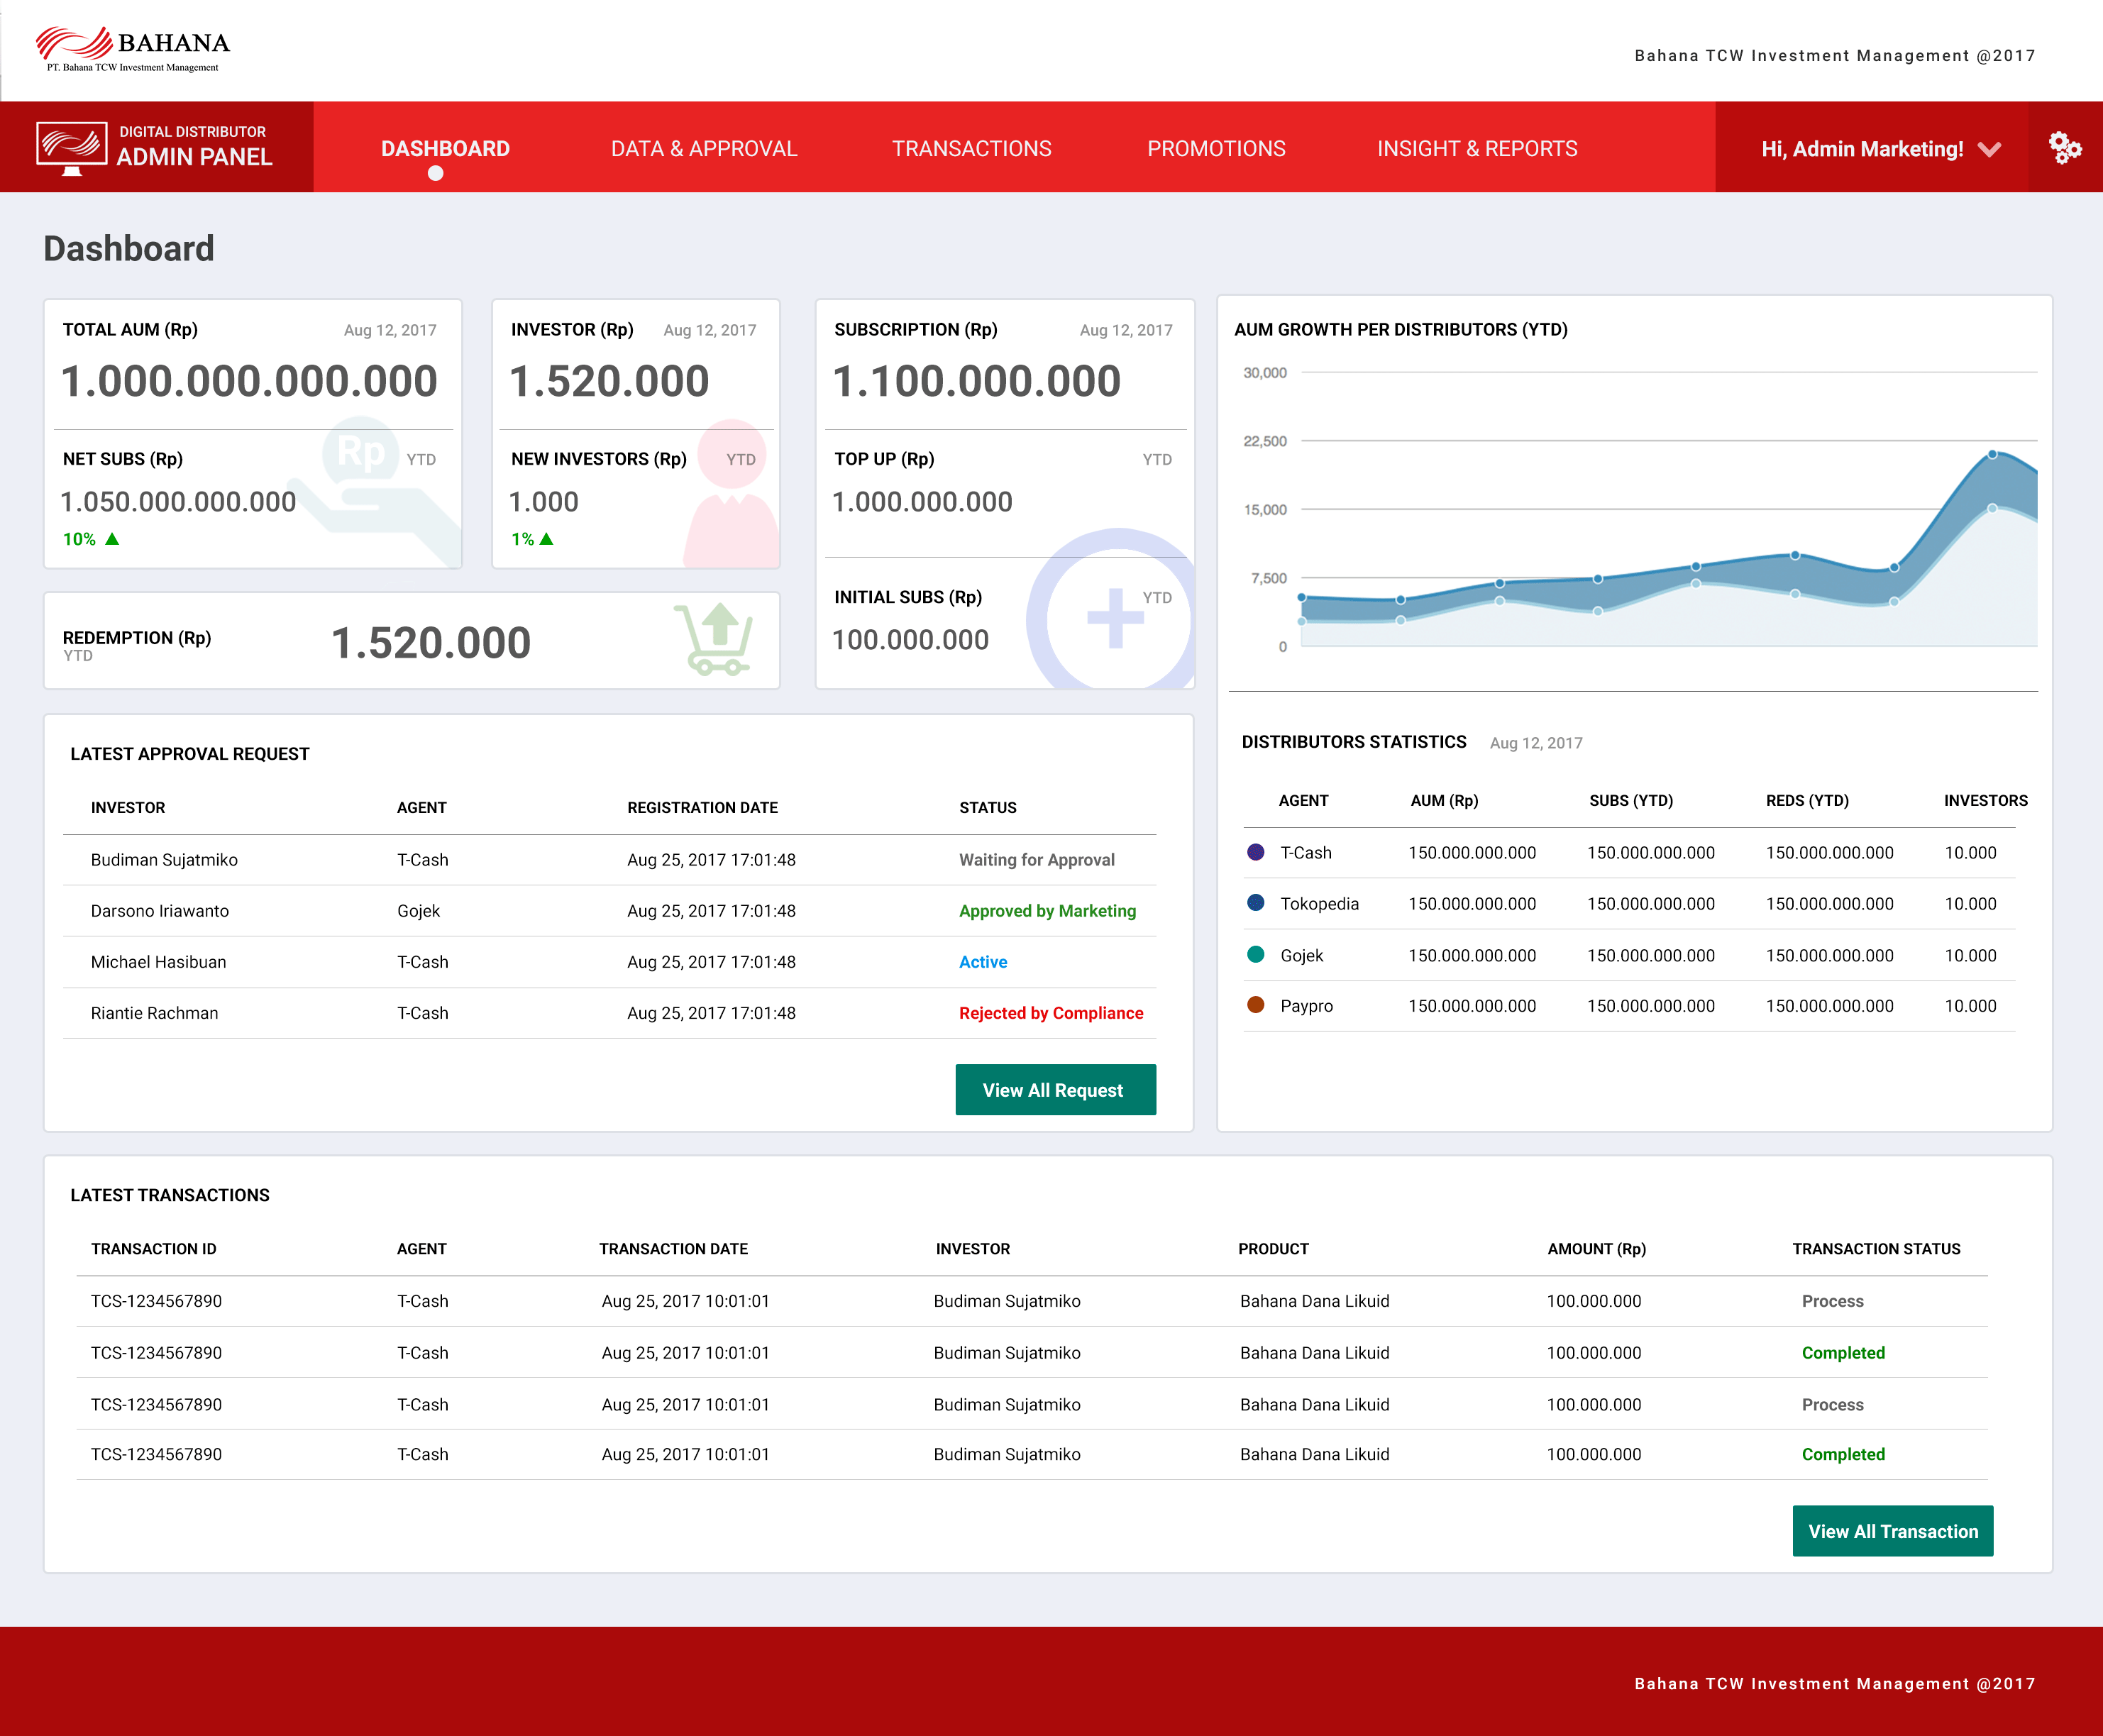 BAHANA
PT. Bahana TCW Investment Management
Bahana TCW Investment Management @2017
DIGITAL DISTRIBUTOR
ADMIN PANEL
DASHBOARD
DATA & APPROVAL
TRANSACTIONS
PROMOTIONS
INSIGHT & REPORTS
Hi, Admin Marketing!
Dashboard
TOTAL AUM (Rp) Aug 12, 2017
1.000.000.000.000
NET SUBS (Rp) Rp YTD
1.050.000.000.000
10%
INVESTOR (Rp) Aug 12, 2017
1.520.000
NEW INVESTORS (Rp) YTD
1.000
1%
SUBSCRIPTION (Rp) Aug 12, 2017
1.100.000.000
TOP UP (Rp) YTD
1.000.000.000
INITIAL SUBS (Rp) YTD
100.000.000
REDEMPTION (Rp)
YTD
1.520.000
AUM GROWTH PER DISTRIBUTORS (YTD)
30,000
22,500
15,000
7,500
0
DISTRIBUTORS STATISTICS Aug 12, 2017
AGENT AUM (Rp) SUBS (YTD) REDS (YTD) INVESTORS
T-Cash 150.000.000.000 150.000.000.000 150.000.000.000 10.000
Tokopedia 150.000.000.000 150.000.000.000 150.000.000.000 10.000
Gojek 150.000.000.000 150.000.000.000 150.000.000.000 10.000
Paypro 150.000.000.000 150.000.000.000 150.000.000.000 10.000
LATEST APPROVAL REQUEST
INVESTOR AGENT REGISTRATION DATE STATUS
Budiman Sujatmiko T-Cash Aug 25, 2017 17:01:48 Waiting for Approval
Darsono Iriawanto Gojek Aug 25, 2017 17:01:48 Approved by Marketing
Michael Hasibuan T-Cash Aug 25, 2017 17:01:48 Active
Riantie Rachman T-Cash Aug 25, 2017 17:01:48 Rejected by Compliance
View All Request
LATEST TRANSACTIONS
TRANSACTION ID AGENT TRANSACTION DATE INVESTOR PRODUCT AMOUNT (Rp) TRANSACTION STATUS
TCS-1234567890 T-Cash Aug 25, 2017 10:01:01 Budiman Sujatmiko Bahana Dana Likuid 100.000.000 Process
TCS-1234567890 T-Cash Aug 25, 2017 10:01:01 Budiman Sujatmiko Bahana Dana Likuid 100.000.000 Completed
TCS-1234567890 T-Cash Aug 25, 2017 10:01:01 Budiman Sujatmiko Bahana Dana Likuid 100.000.000 Process
TCS-1234567890 T-Cash Aug 25, 2017 10:01:01 Budiman Sujatmiko Bahana Dana Likuid 100.000.000 Completed
View All Transaction
Bahana TCW Investment Management @2017